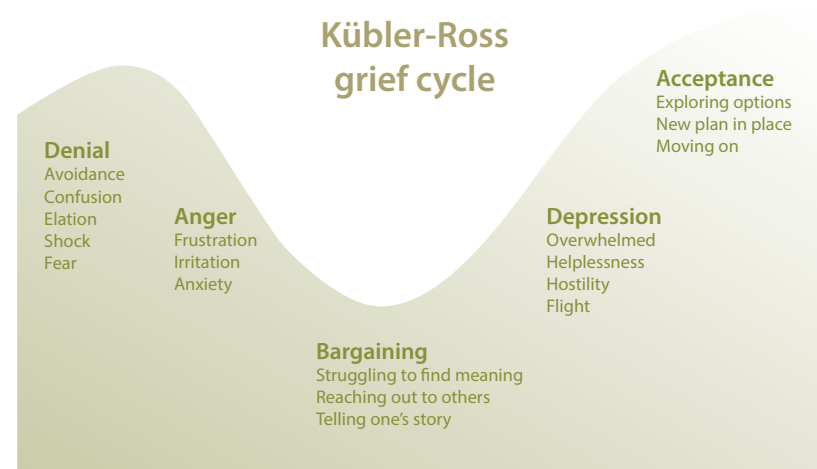 Kübler-Ross
grief cycle
Denial
Avoidance
Confusion
Elation
Shock
Fear
Anger
Frustration
Irritation
Anxiety
Bargaining
Struggling to find meaning
Reaching out to others
Telling one’s story
Depression
Overwhelmed
Helplessness
Hostility
Flight
Acceptance
Exploring options
New plan in place
Moving on